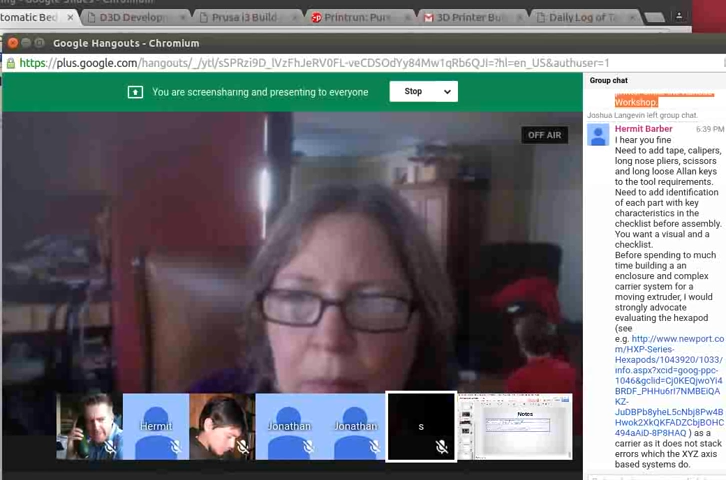 tomatic Bed
D3D Develop
Prusa i3 Build
Printrun: Pure
3D Printer Buil
Daily Log of
Google Hangouts - Chromium
https://plus.google.com/hangouts/_/ytl/sSPRzi9D_lVzFhJeRV0FL-veCDSOdYy84Mw1qRb6QJI=?hl=en_US&authuser=1
You are screensharing and presenting to everyone
Stop
OFF AIR
Hermit
Jonathan
Jonathan
s
Notes
Group chat
Workshop.
Joshua Langevin left group chat.
Hermit Barber 6:39 PM
I hear you fine
Need to add tape, calipers,
long nose pliers, scissors
and long loose Allan keys
to the tool requirements.
Need to add identification
of each part with key
characteristics in the
checklist before assembly.
You want a visual and a
checklist.
Before spending to much
time building a an
enclosure and complex
carrier system for a
moving extruder, I would
strongly advocate
evaluating the hexapod
(see
e.g. http://www.newport.co
m/HXP-Series-
Hexapods/1043920/1033/
info.aspx?xcid=goog-ppc-
1046&gclid=Cj0KEQjwoYi4
BRDF_PHHu6rI7NMBEiQA
KZ-
JuDBPb8yheL5cNbj8Pw4B
Hwok2XkQKFADZCbjBOHC
494aAiD-8P8HAQ ) as a
carrier as it does not stack
errors which the XYZ axis
based systems do.